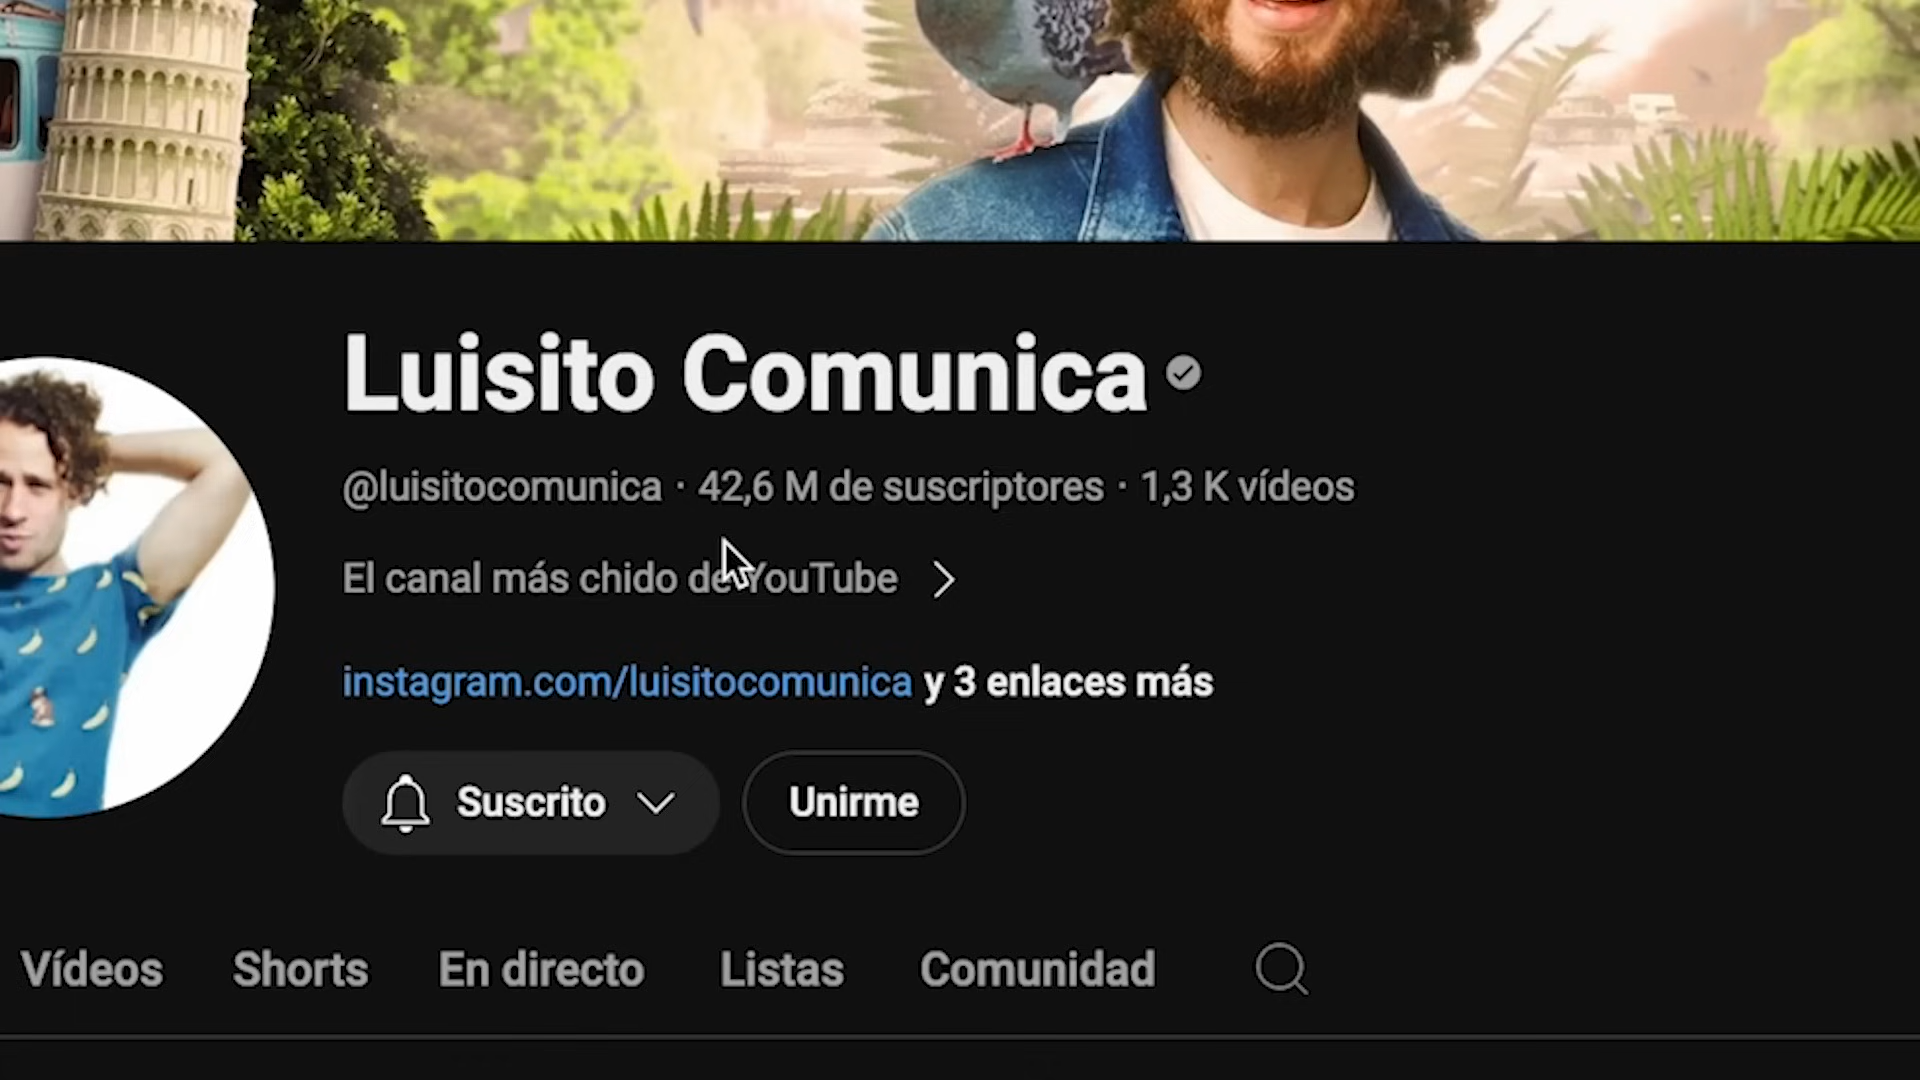 Luisito Comunica
@luisitocomunica · 42,6 M de suscriptores · 1,3 K vídeos
El canal más chido de YouTube
instagram.com/luisitocomunica y 3 enlaces más
Suscrito Unirme
Vídeos Shorts En directo Listas Comunidad